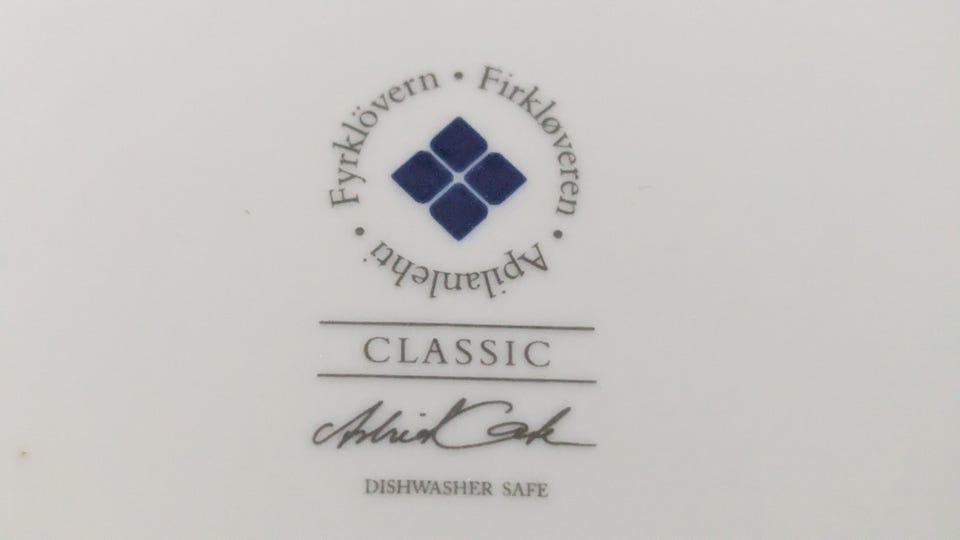 Fyrklövern • Firkløveren • Apilanlehti •
CLASSIC
DISHWASHER SAFE